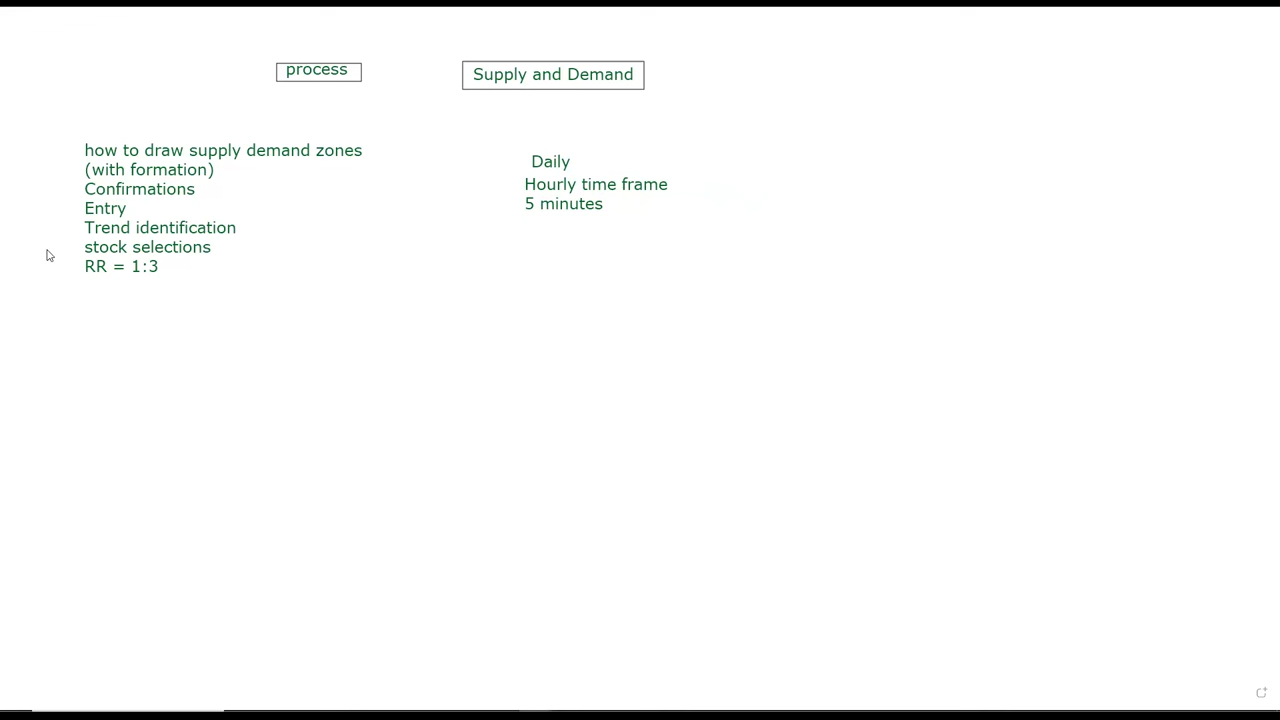 process
Supply and Demand
how to draw supply demand zones
(with formation)
Confirmations
Entry
Trend identification
stock selections
RR = 1:3
Daily
Hourly time frame
5 minutes